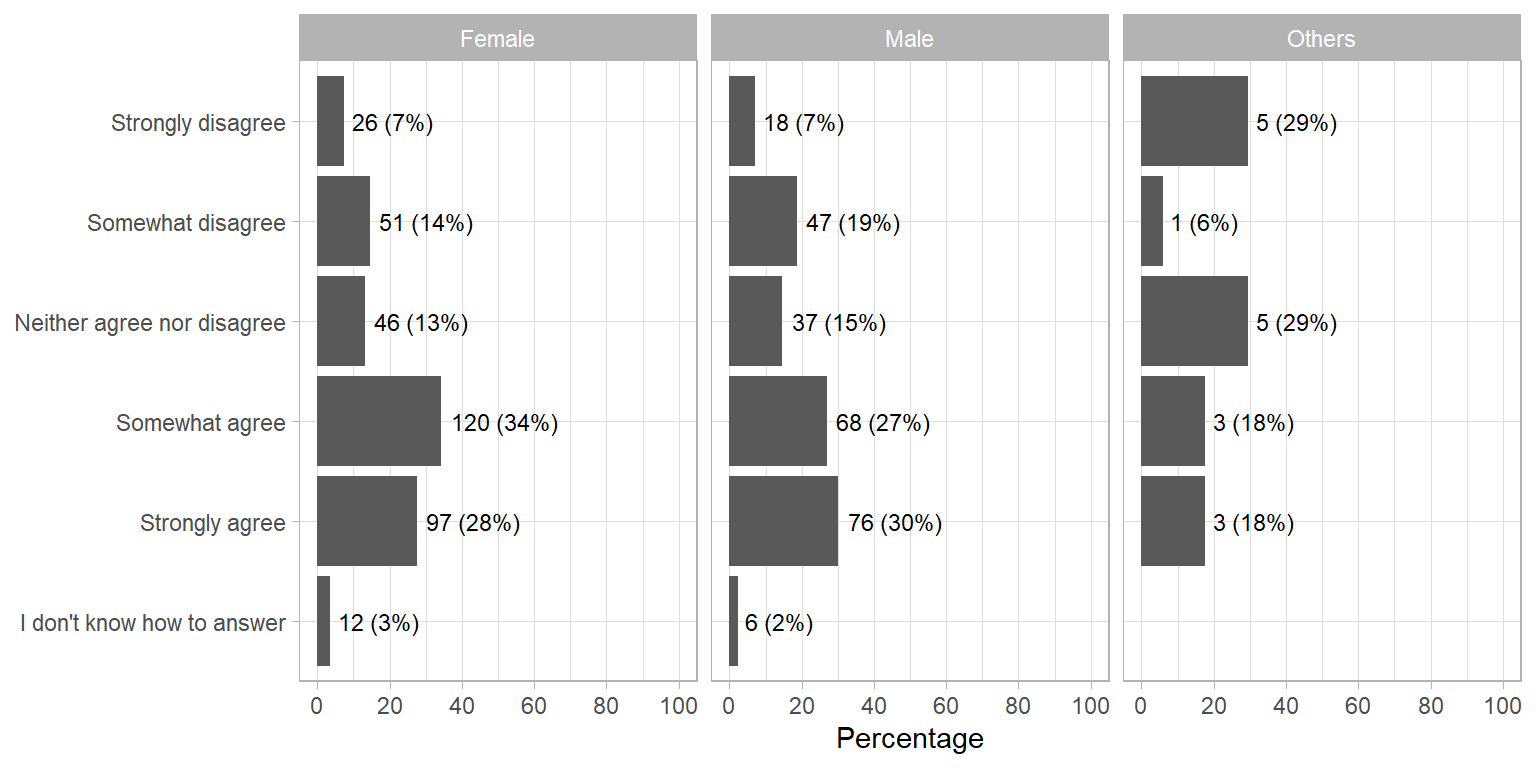 Female Male Others
Strongly disagree 26 (7%) 18 (7%) 5 (29%)
Somewhat disagree 51 (14%) 47 (19%) 1 (6%)
Neither agree nor disagree 46 (13%) 37 (15%) 5 (29%)
Somewhat agree 120 (34%) 68 (27%) 3 (18%)
Strongly agree 97 (28%) 76 (30%) 3 (18%)
I don't know how to answer 12 (3%) 6 (2%)
0 20 40 60 80 100 0 20 40 60 80 100 0 20 40 60 80 100
Percentage